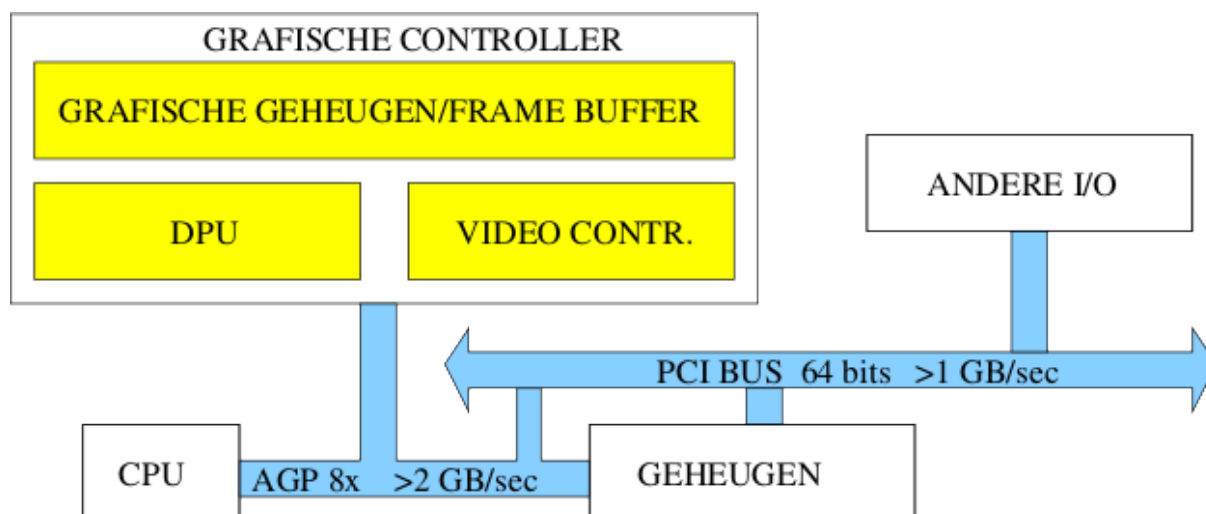 GRAFISCHE CONTROLLER
GRAFISCHE GEHEUGEN/FRAME BUFFER
DPU
VIDEO CONTR.
ANDERE I/O
PCI BUS 64 bits >1 GB/sec
CPU
AGP 8x >2 GB/sec
GEHEUGEN